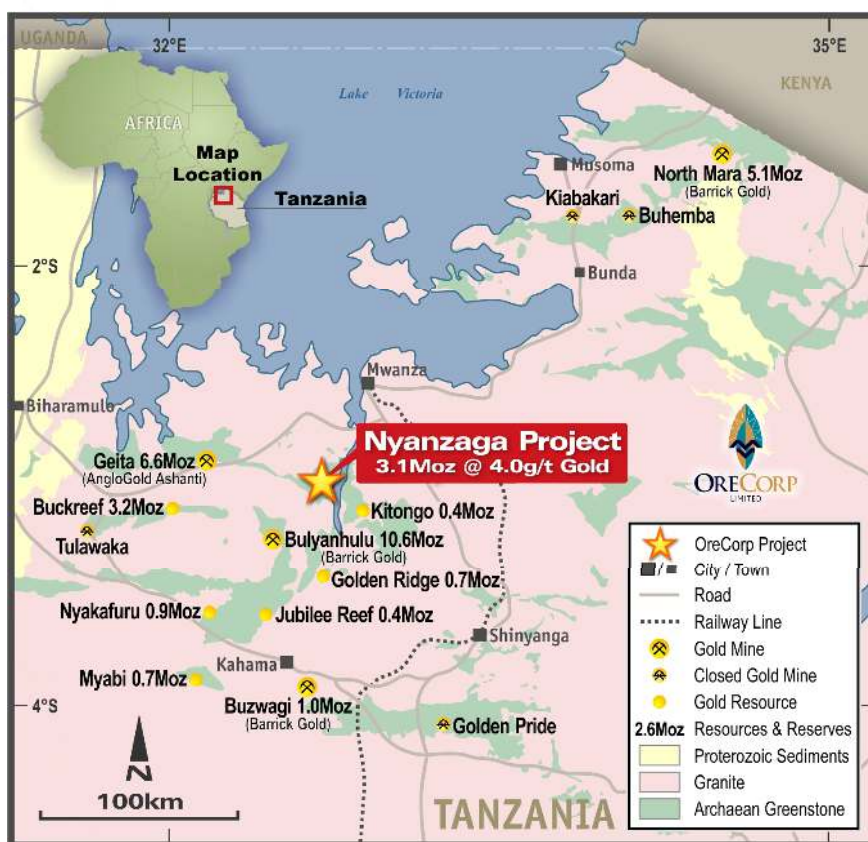 UGANDA
32°E
35°E
KENYA
Lake Victoria
AFRICA
Map
Location
Tanzania
Musoma
North Mara 5.1Moz
(Barrick Gold)
Kiabakari
Buhemba
2°S
Bunda
Mwanza
Biharamulo
Nyanzaga Project
3.1Moz @ 4.0g/t Gold
ORECORP
LIMITED
Geita 6.6Moz
(AngloGold Ashanti)
Buckreef 3.2Moz
Kitongo 0.4Moz
Tulawaka
Bulyanhulu 10.6Moz
(Barrick Gold)
Golden Ridge 0.7Moz
Nyakafuru 0.9Moz
Jubilee Reef 0.4Moz
Shinyanga
Kahama
Myabi 0.7Moz
Buzwagi 1.0Moz
(Barrick Gold)
4°S
Golden Pride
N
100km
TANZANIA
OreCorp Project
/ City / Town
Road
Railway Line
Gold Mine
Closed Gold Mine
Gold Resource
2.6Moz Resources & Reserves
Proterozoic Sediments
Granite
Archaean Greenstone